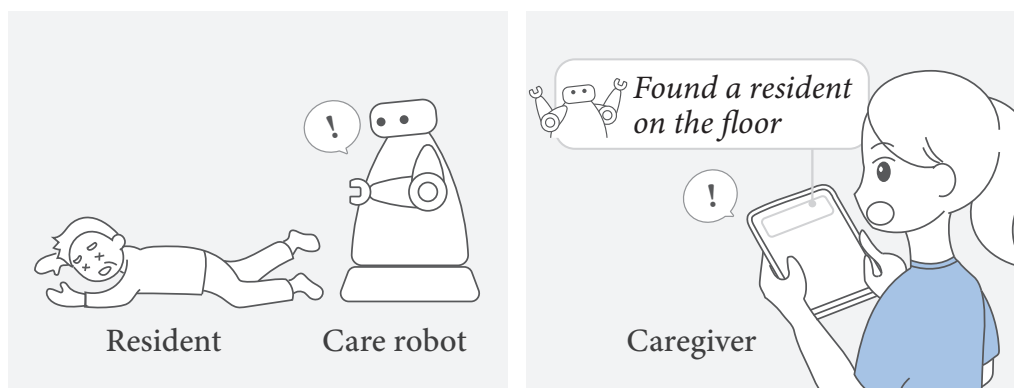 !
Resident
Care robot
Found a resident
on the floor
!
Caregiver